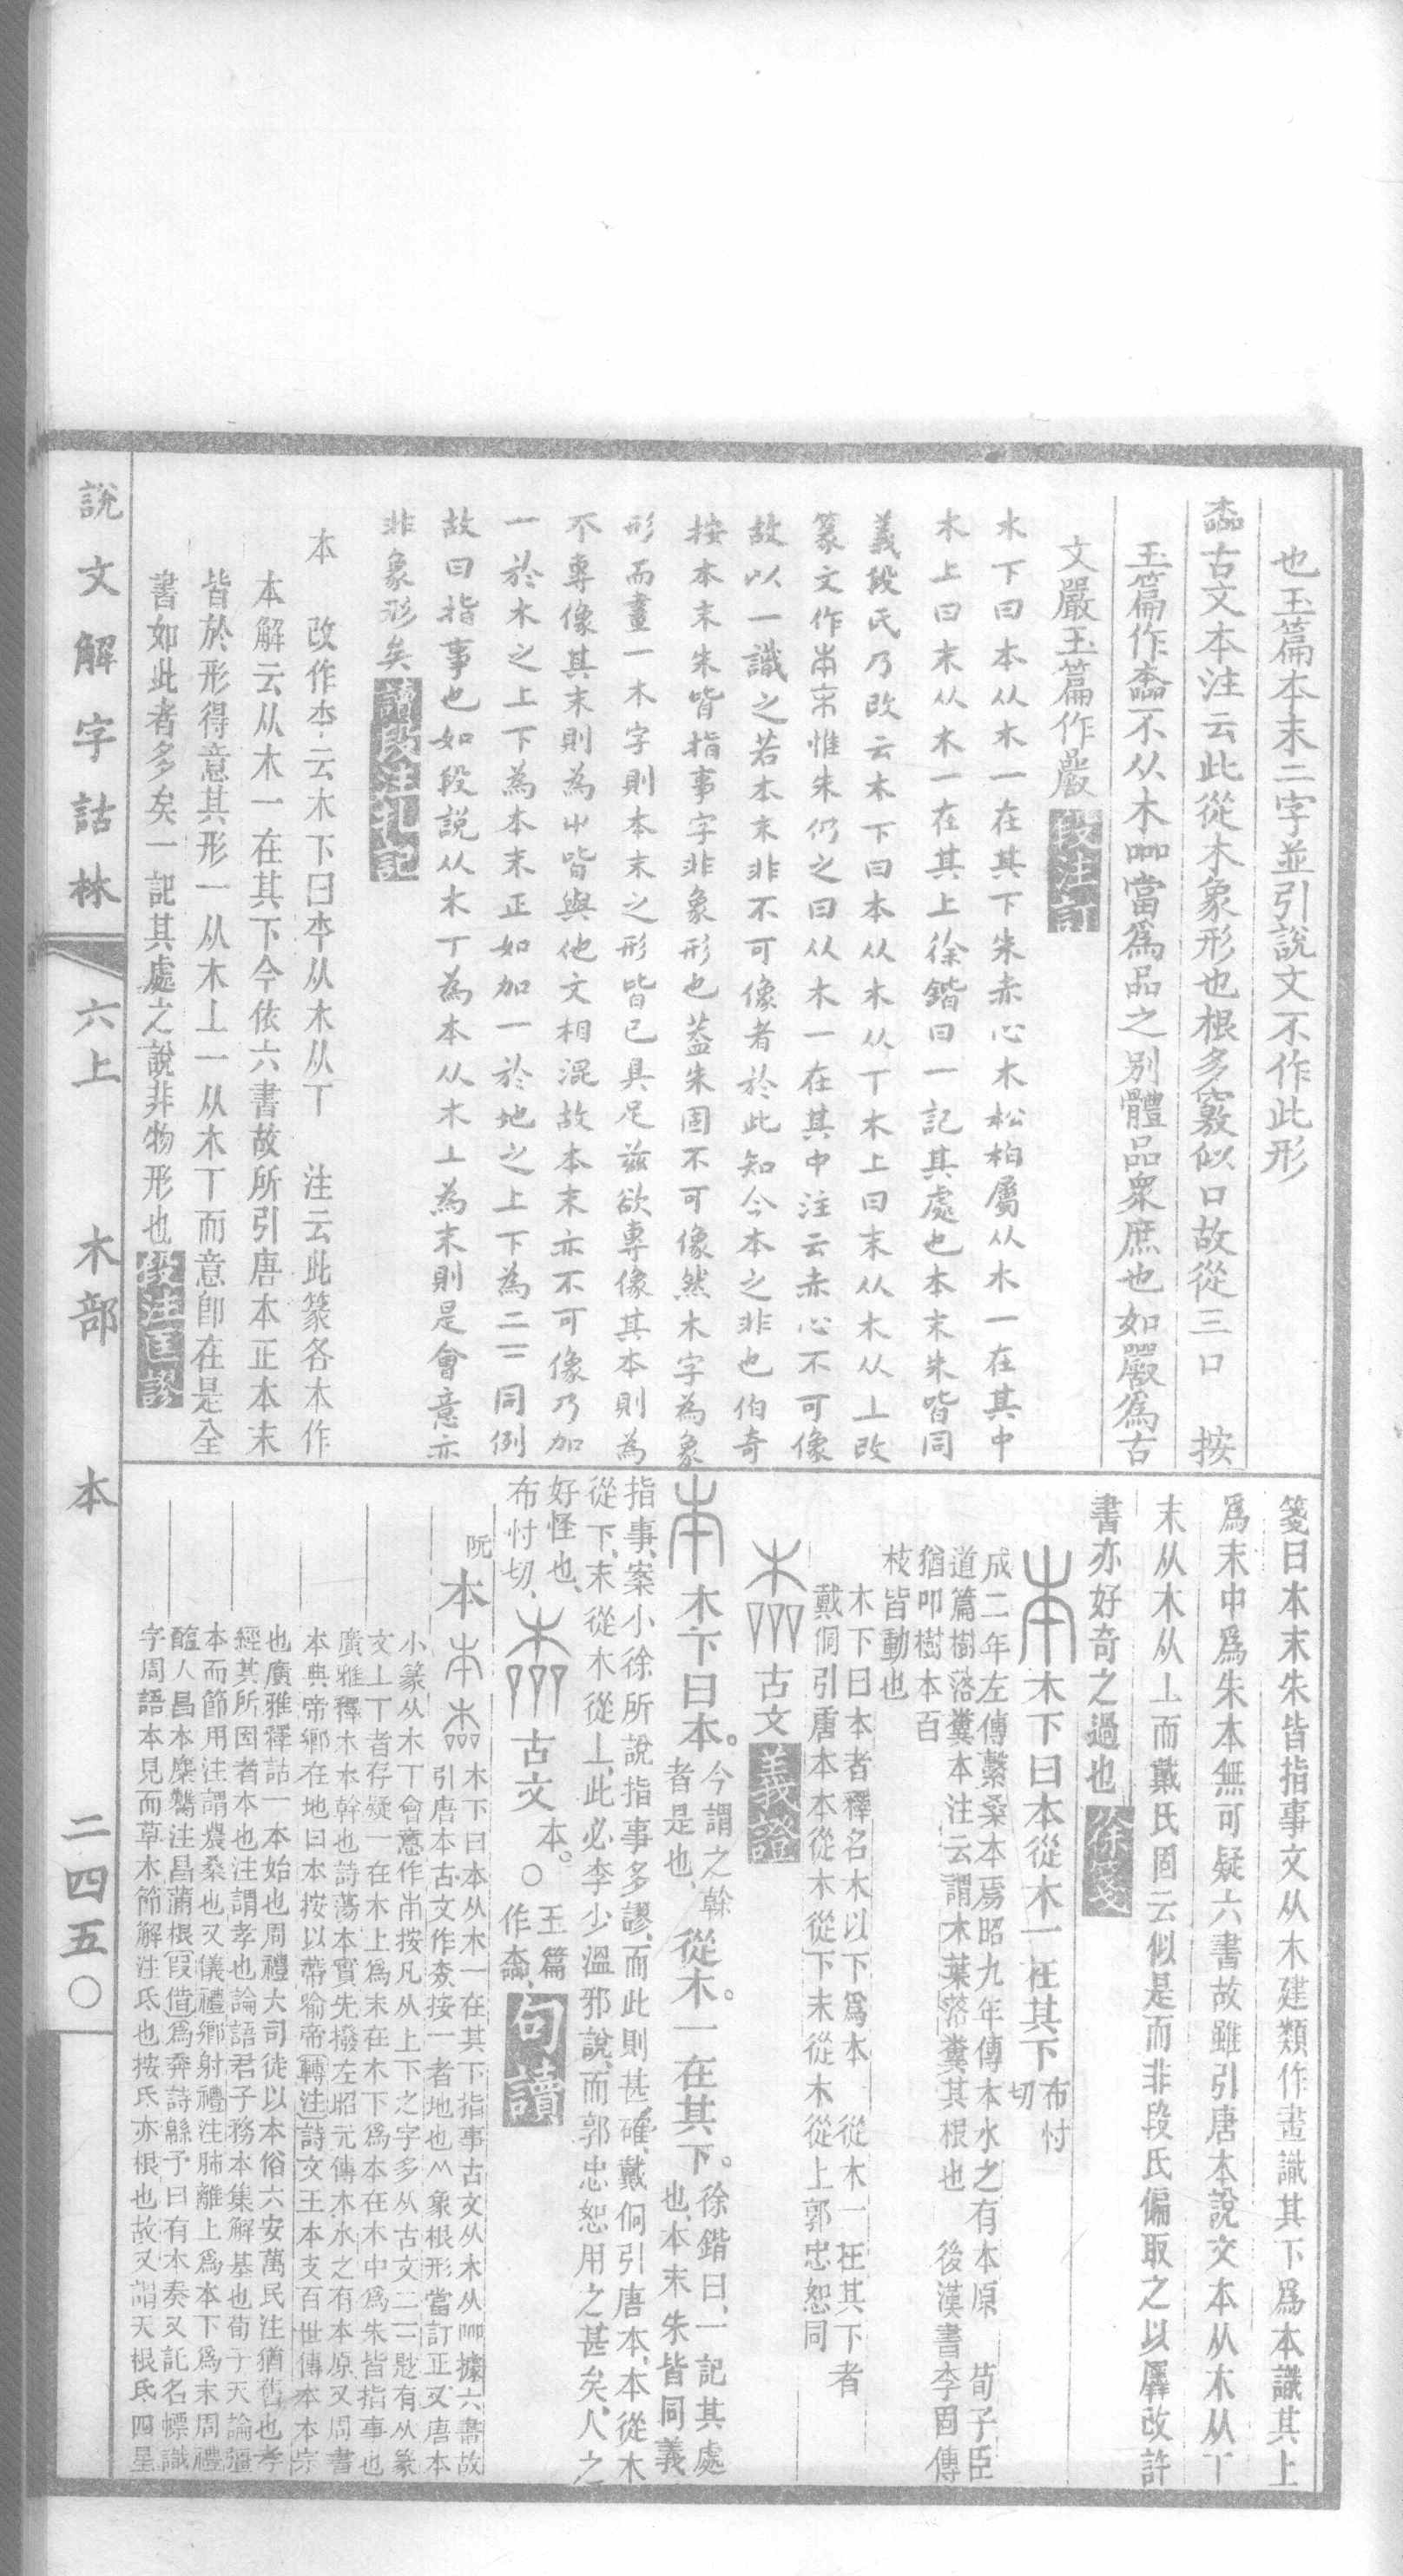 也玉篇本末二字並引說文不作此形
𣓹古文本注云此從木象形也根多竅似口故從三口　按
玉篇作𣓹不从木㗊當爲品之別體品眾庶也如嚴爲古
文嚴玉篇作嚴 段注訂
木下曰本从木一在其下朱赤心木松柏屬从木一在其中
木上曰末从木一在其上徐鍇曰一記其處也本末朱皆同
義段氏乃改云木下曰本从木从丅木上曰末从木从丄改
篆文作惟朱仍之曰从木一在其中注云赤心不可像
故以一識之若本末非不可像者於此知今本之非也伯奇
按本末朱皆指事字非象形也蓋朱固不可像然木字為象
形而畫一木字則本末之形皆已具足茲欲專像其本則為
不專像其末則為屮皆與他文相混故本末亦不可像乃加
一於木之上下為本末正如加一於地之上下為二二同例
故曰指事也如段說从木丅為本从木丄為末則是會意亦
非象形矣 讀段注札記
本　改作本云木下曰本从木从丅　注云此篆各本作
本解云从木一在其下今依六書故所引唐本正本末
皆於形得意其形一从木丄一从木丅而意卽在是全
書如此者多矣一記其處之說非物形也 段注匡謬
箋曰本末朱皆指事文从木建類作畫識其下爲本識其上
爲末中爲朱本無可疑六書故雖引唐本說文本从木从丅
末从木从丄而戴氏固云似是而非段氏偏取之以羼改許
書亦好奇之過也 徐箋
本 木下曰本從木一在其下 布忖切
成二年左傳繫桑本焉昭九年傳本水之有本原　荀子臣
道篇樹落糞本注云謂木葉落糞其根也　後漢書李固傳
猶叩樹本百
枝皆動也
木下曰本者釋名木以下爲本　從木一在其下者
戴侗引唐本本從木從下末從木從上郭忠恕同
古文 義證
本 木下曰本。今謂之榦者是也、從木。一在其下。徐鍇曰、一記其處也、本末朱皆同義
指事、案小徐所說指事多謬、而此則甚確、戴侗引唐本、本從木
從下、末從木從上、此必李少溫邪說、而郭忠恕用之甚矣、人之
好怪也、
布忖切、 古文本。〇玉篇作𣓹、 句讀
阮 本 木下曰本从木一在其下指事古文从木从據六書故
引唐本古文作按一者地也象根形當訂正又唐本
小篆从木丅會意作按凡从上下之字多从古文二二尟有从篆
文丄丅者存疑一在木上爲末在木下爲本在木中爲朱皆指事也
廣雅釋木本幹也詩蕩本實先撥左昭元傳木水之有本原又周書
本典帝鄉在地曰本按以蔕喻帝轉注詩文王本支百世傳本本宗
也廣雅釋詁一本始也周禮大司徒以本俗六安萬民注猶舊也孝
經其所因者本也注謂孝也論語君子務本集解基也荀子天論彊
本而節用注謂農桑也又儀禮鄉射禮注肺離上爲本下爲末周禮
醢人昌本麋鸞注昌蒲根假借爲奔詩緜予曰有本奏又託名幖識
字周語本見而草木節解注氐也按氐亦根也故又謂天根氐四星
說文解字詁林 六上 木部 本 二四五〇